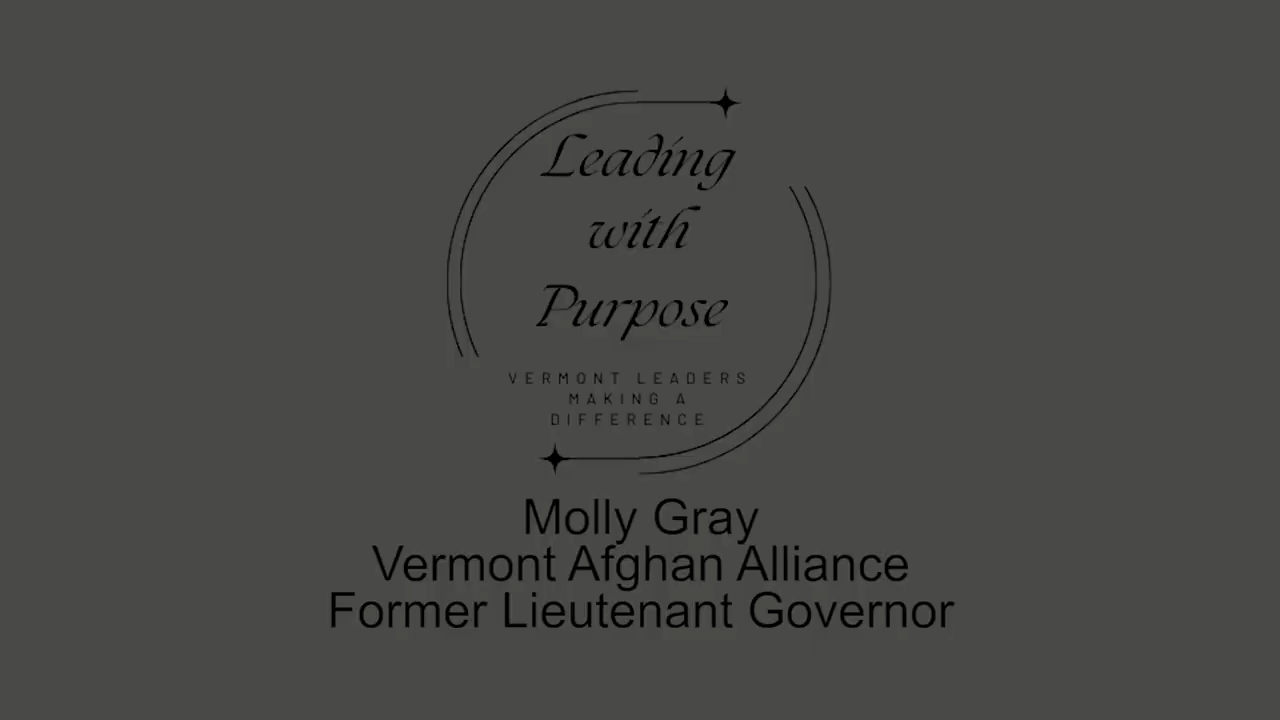 Leading
with
Purpose
VERMONT LEADERS
MAKING A
DIFFERENCE
Molly Gray
Vermont Afghan Alliance
Former Lieutenant Governor